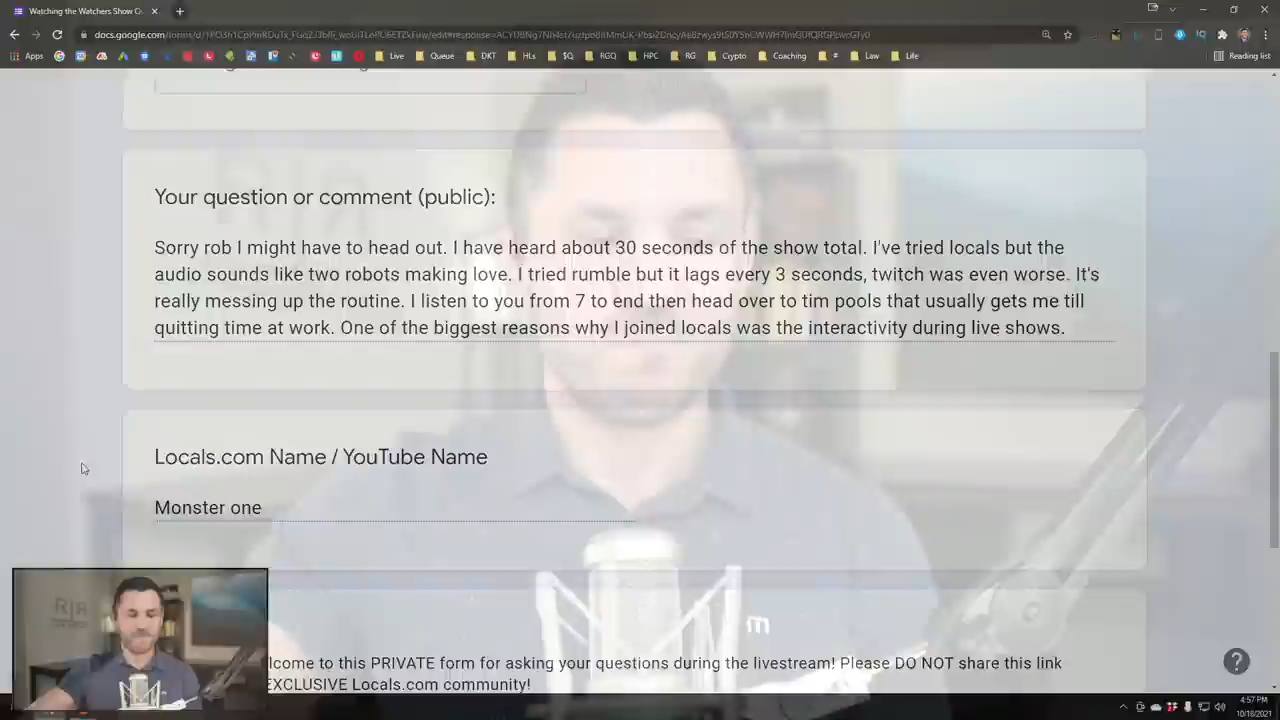 Watching the Watchers Show C
Apps
Live
Queue
DKT
HLs
$Q
RGQ
HPC
RG
Crypto
Coaching
#
Law
Life
Reading list
Your question or comment (public):
Sorry rob I might have to head out. I have heard about 30 seconds of the show total. I've tried locals but the
audio sounds like two robots making love. I tried rumble but it lags every 3 seconds, twitch was even worse. It's
really messing up the routine. I listen to you from 7 to end then head over to tim pools that usually gets me till
quitting time at work. One of the biggest reasons why I joined locals was the interactivity during live shows.
Locals.com Name / YouTube Name
Monster one
lcome to this PRIVATE form for asking your questions during the livestream! Please DO NOT share this link
EXCLUSIVE Locals.com community!
4:57 PM
10/18/2021